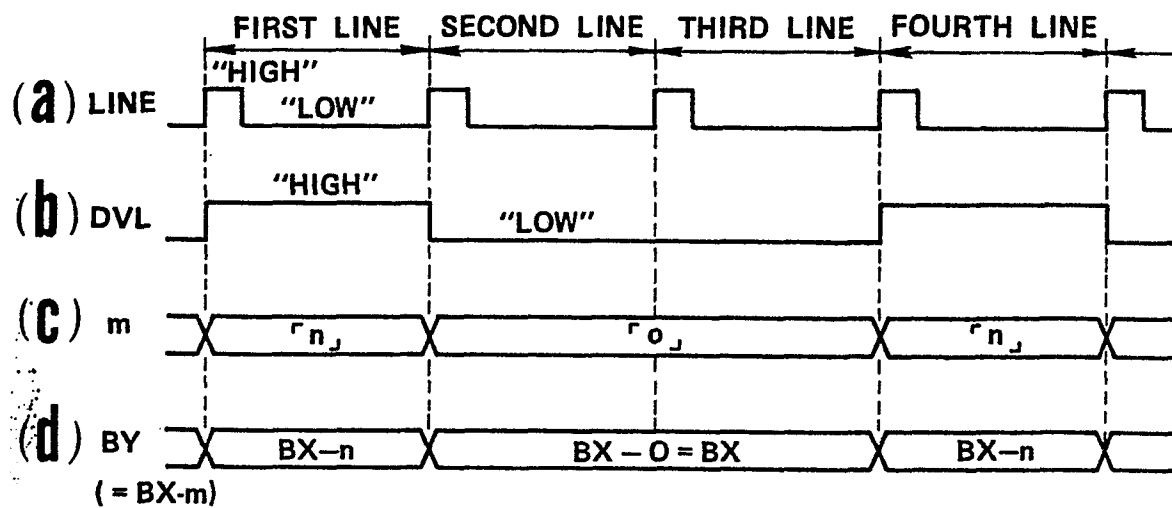 FIRST LINE SECOND LINE THIRD LINE FOURTH LINE
"HIGH"
(a) LINE "LOW"
"HIGH"
(b) DVL "LOW"
(c) m ｢n｣ ｢o｣ ｢n｣
(d) BY BX–n BX – O = BX BX–n
( = BX-m)